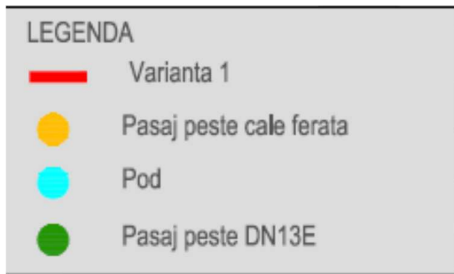 LEGENDA
Varianta 1
Pasaj peste cale ferata
Pod
Pasaj peste DN13E